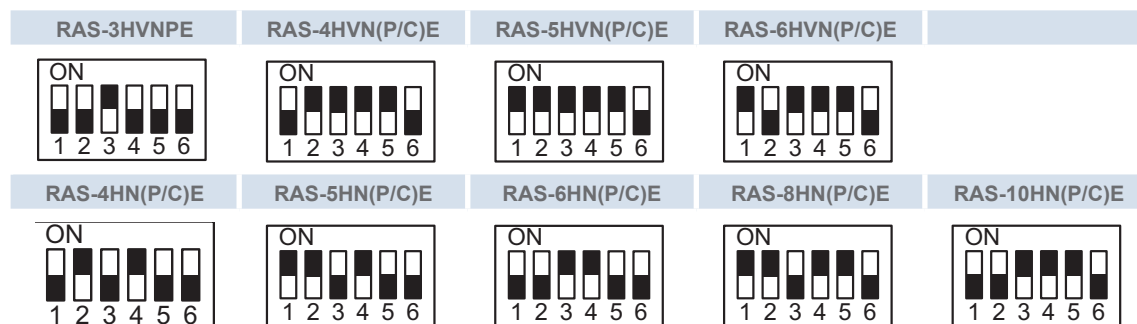 RAS-3HVNPE RAS-4HVN(P/C)E RAS-5HVN(P/C)E RAS-6HVN(P/C)E
ON ON ON ON
1 2 3 4 5 6 1 2 3 4 5 6 1 2 3 4 5 6 1 2 3 4 5 6
RAS-4HN(P/C)E RAS-5HN(P/C)E RAS-6HN(P/C)E RAS-8HN(P/C)E RAS-10HN(P/C)E
ON ON ON ON ON
1 2 3 4 5 6 1 2 3 4 5 6 1 2 3 4 5 6 1 2 3 4 5 6 1 2 3 4 5 6